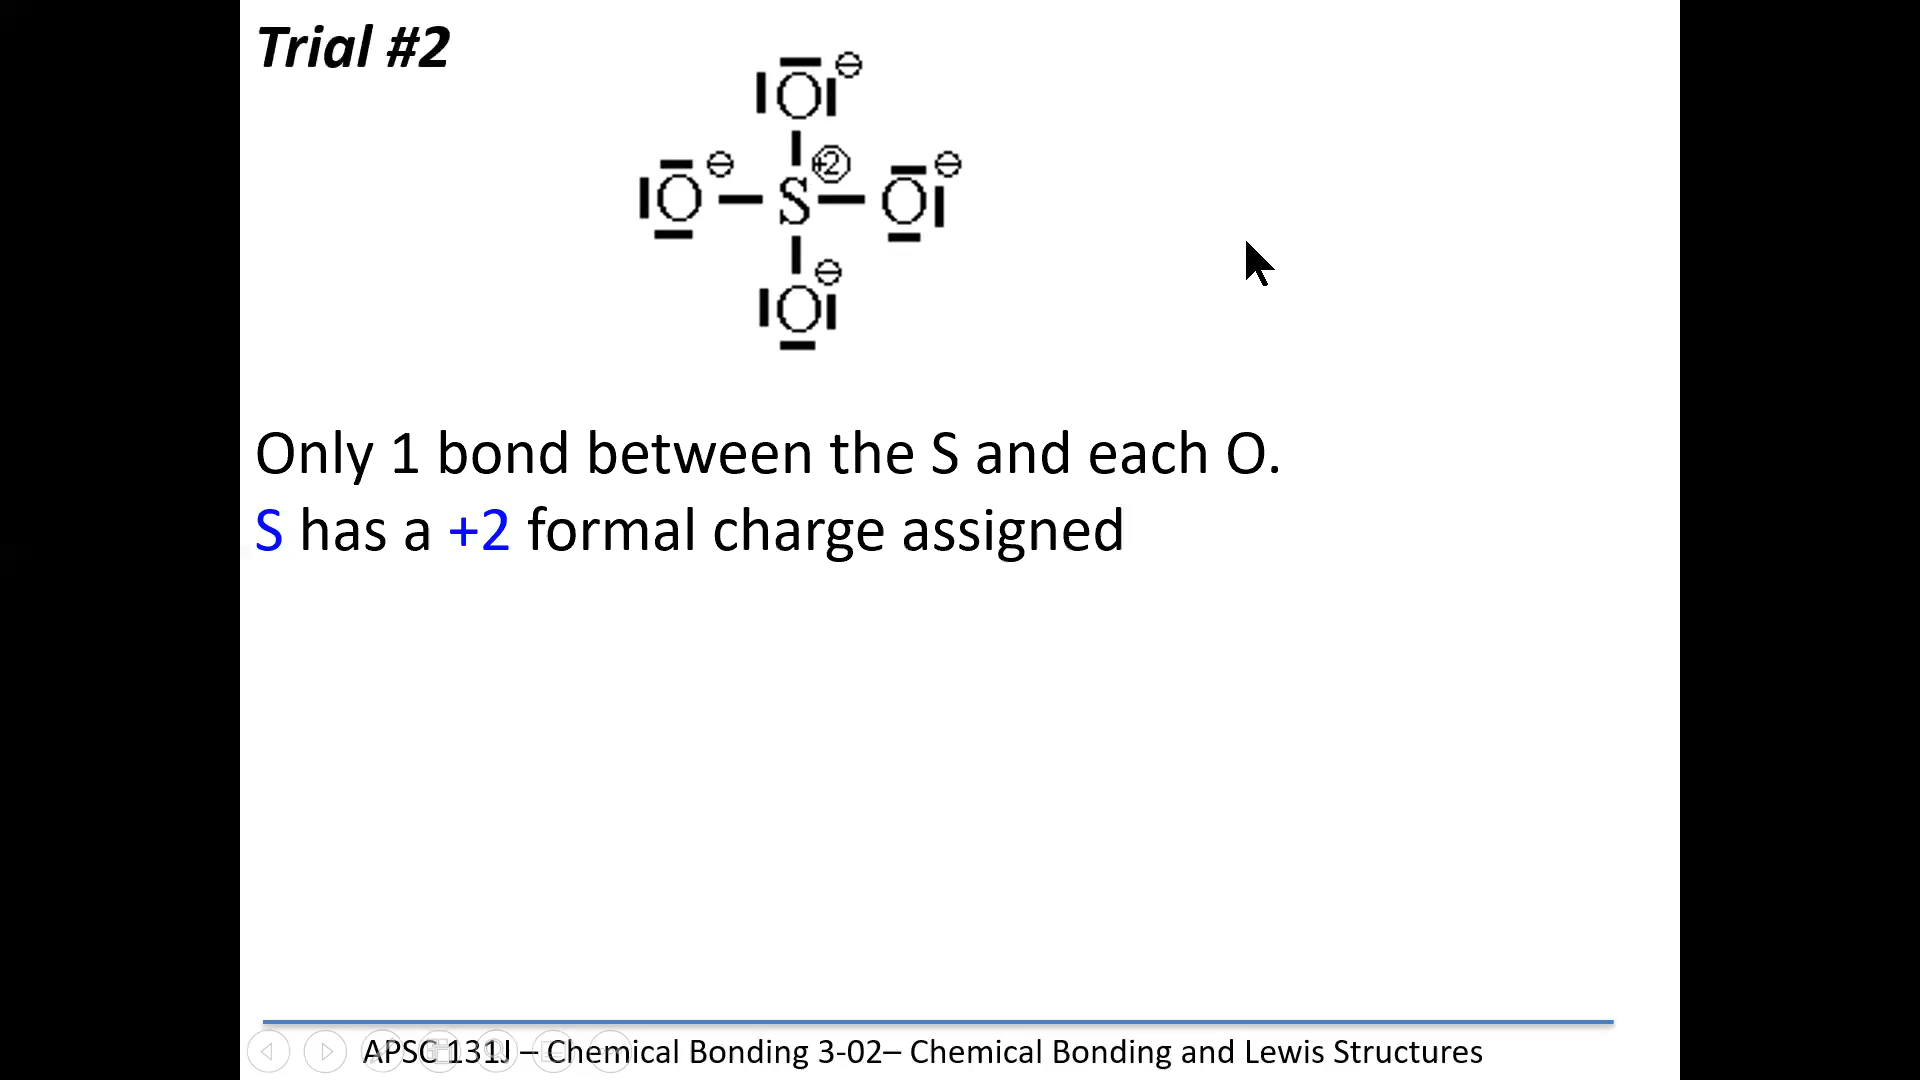 Trial #2
O ⊖
O ⊖ S +2 O ⊖
O ⊖
Only 1 bond between the S and each O.
S has a +2 formal charge assigned
APSC 131J – Chemical Bonding 3-02– Chemical Bonding and Lewis Structures